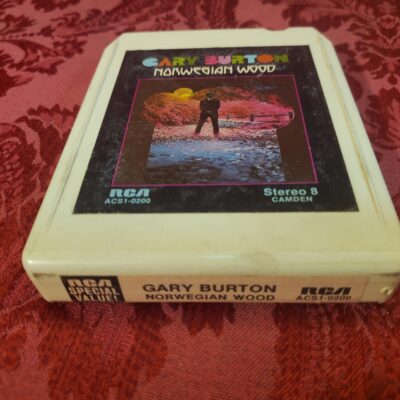 GARY BURTON
NORWEGIAN WOOD
RCA
ACS1-0200
Stereo 8
CAMDEN
RCA
SPECIAL
VALUE!
GARY BURTON
NORWEGIAN WOOD
RCA
ACS1-0200